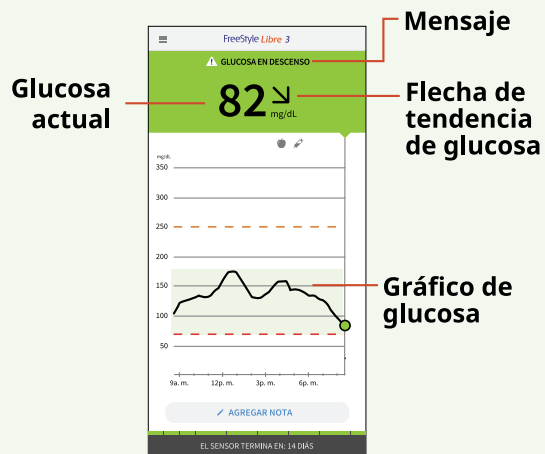 Mensaje
FreeStyle Libre 3
GLUCOSA EN DESCENSO
Glucosa
actual
82
mg/dL
Flecha de
tendencia
de glucosa
mg/dL
350
300
250
200
150
100
50
Gráfico de
glucosa
9a. m. 12p. m. 3p. m. 6p. m.
AGREGAR NOTA
EL SENSOR TERMINA EN: 14 DIÁS